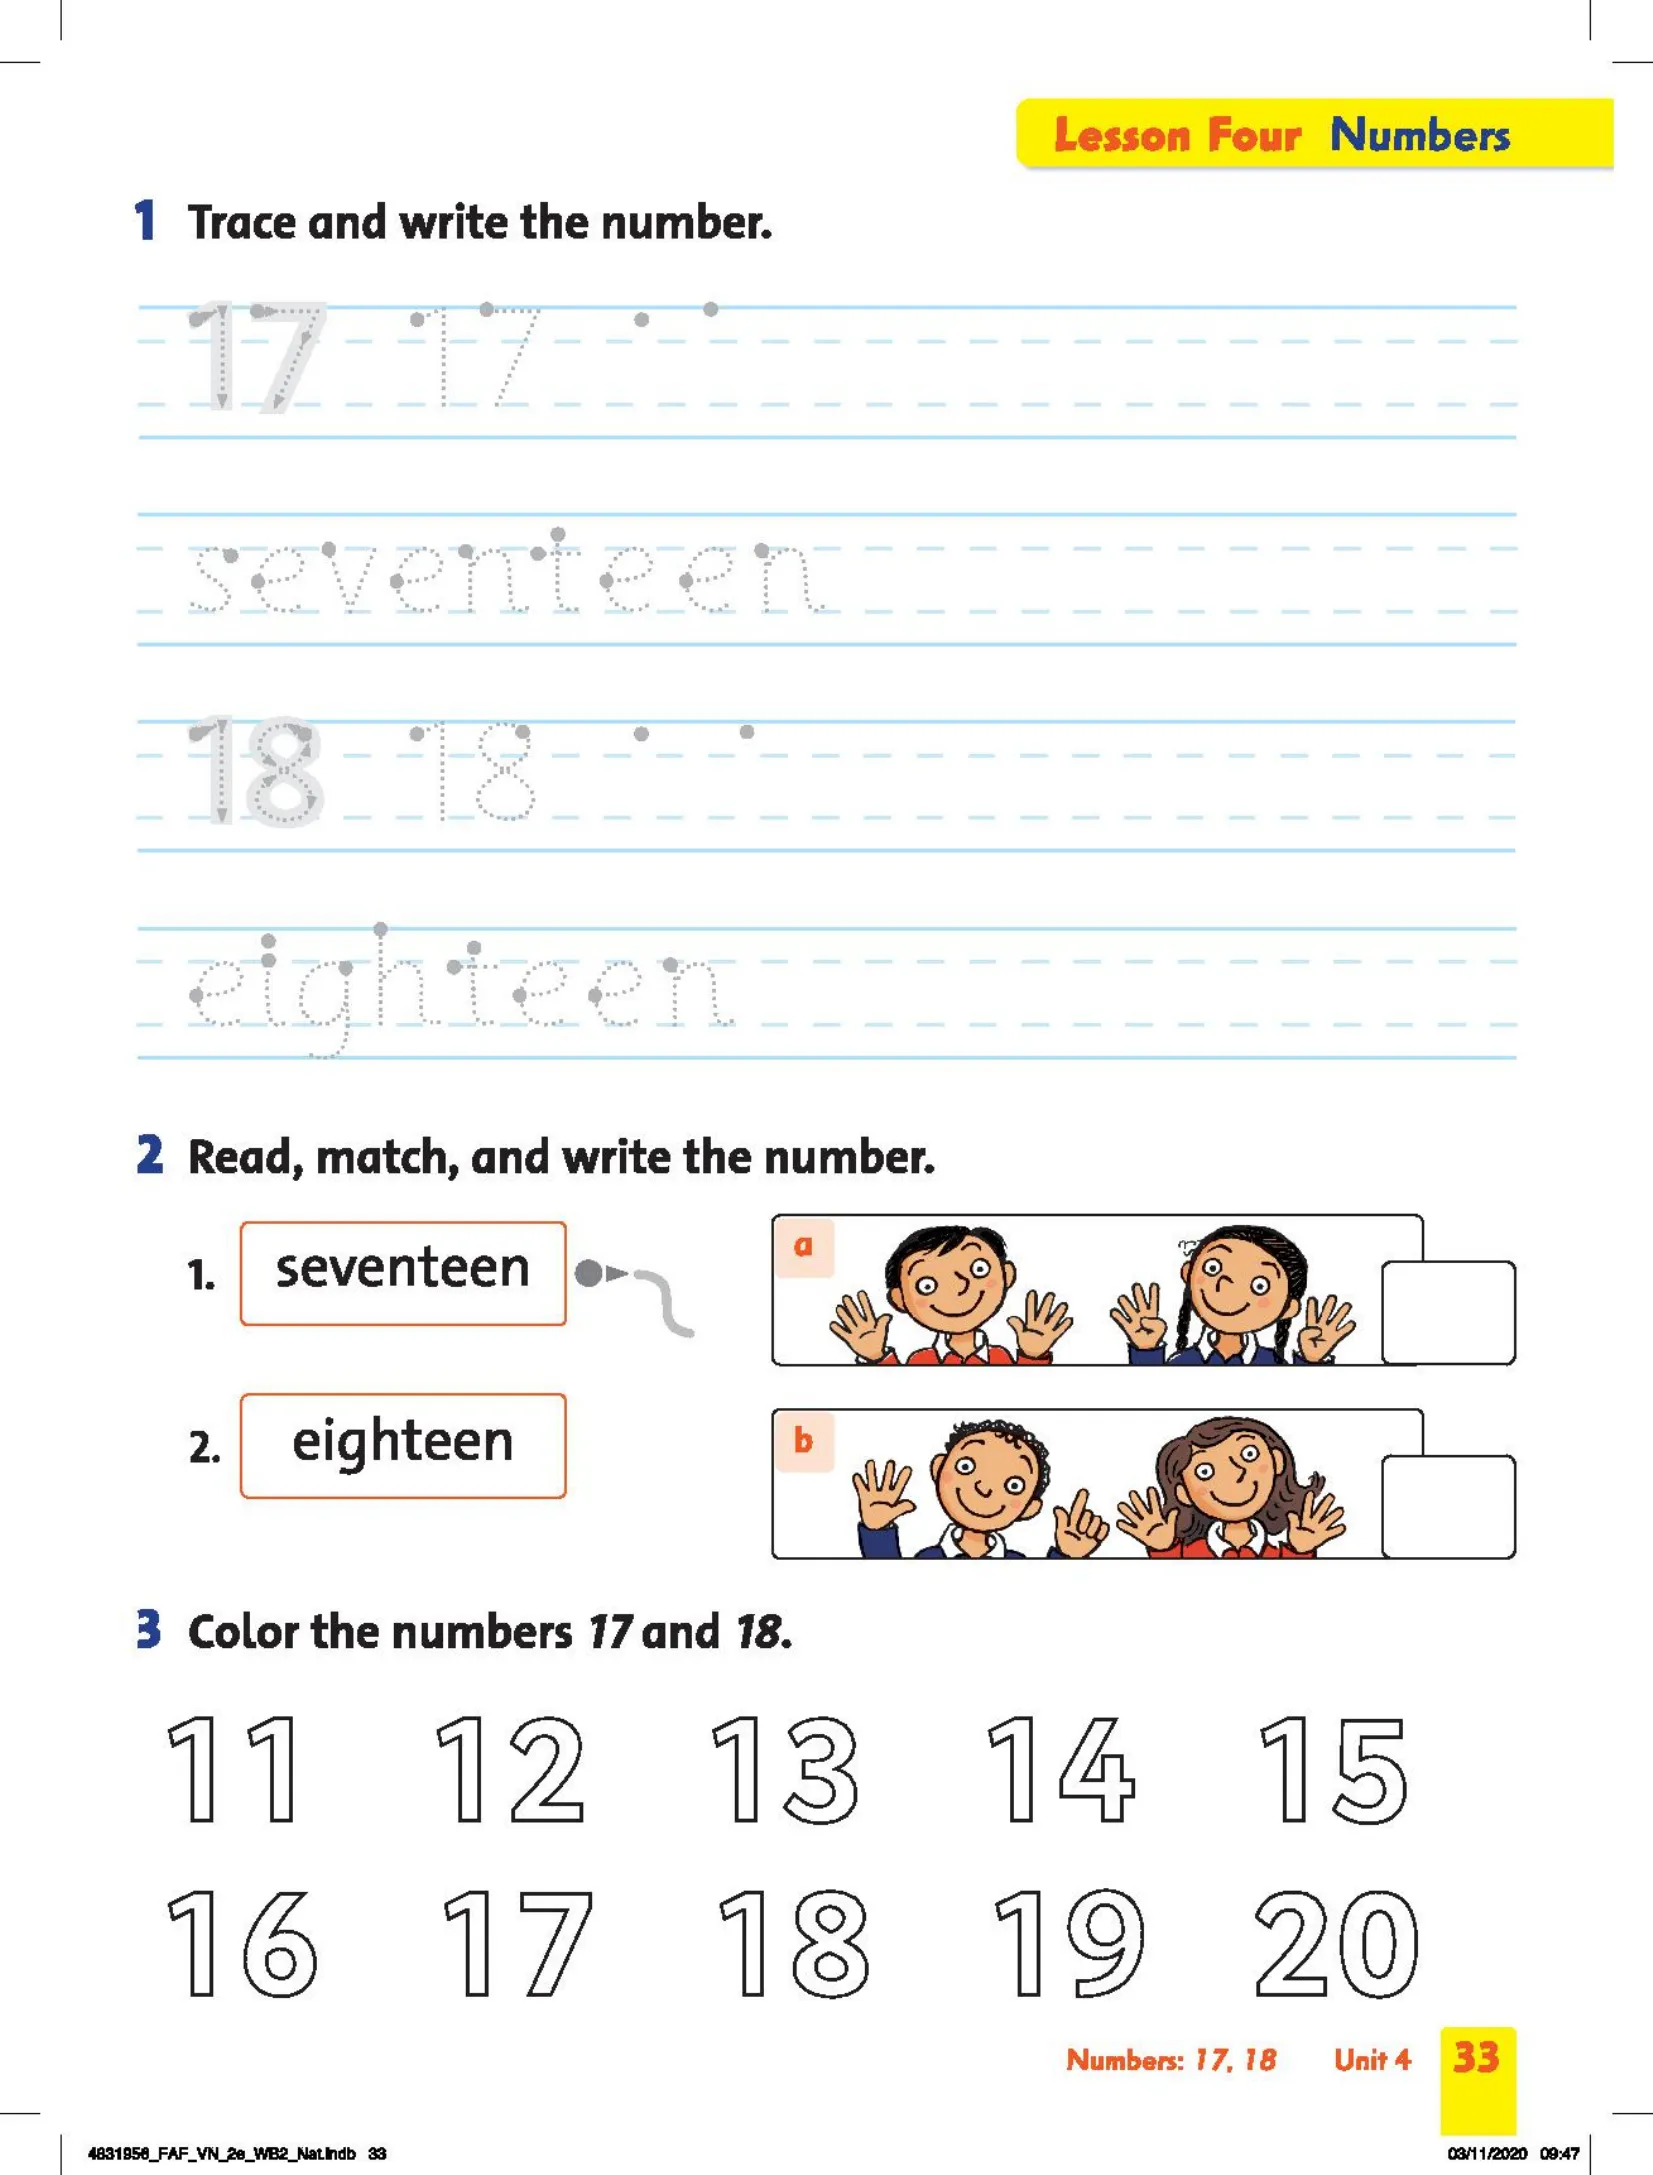 Lesson Four Numbers
1 Trace and write the number.
17 17
seventeen
18 18
eighteen
2 Read, match, and write the number.
1. seventeen
a
2. eighteen
b
3 Color the numbers 17 and 18.
11 12 13 14 15
16 17 18 19 20
Numbers: 17, 18 Unit 4 33
4831956_FAF_VN_2e_WB2_Nat.indb 33 03/11/2020 09:47